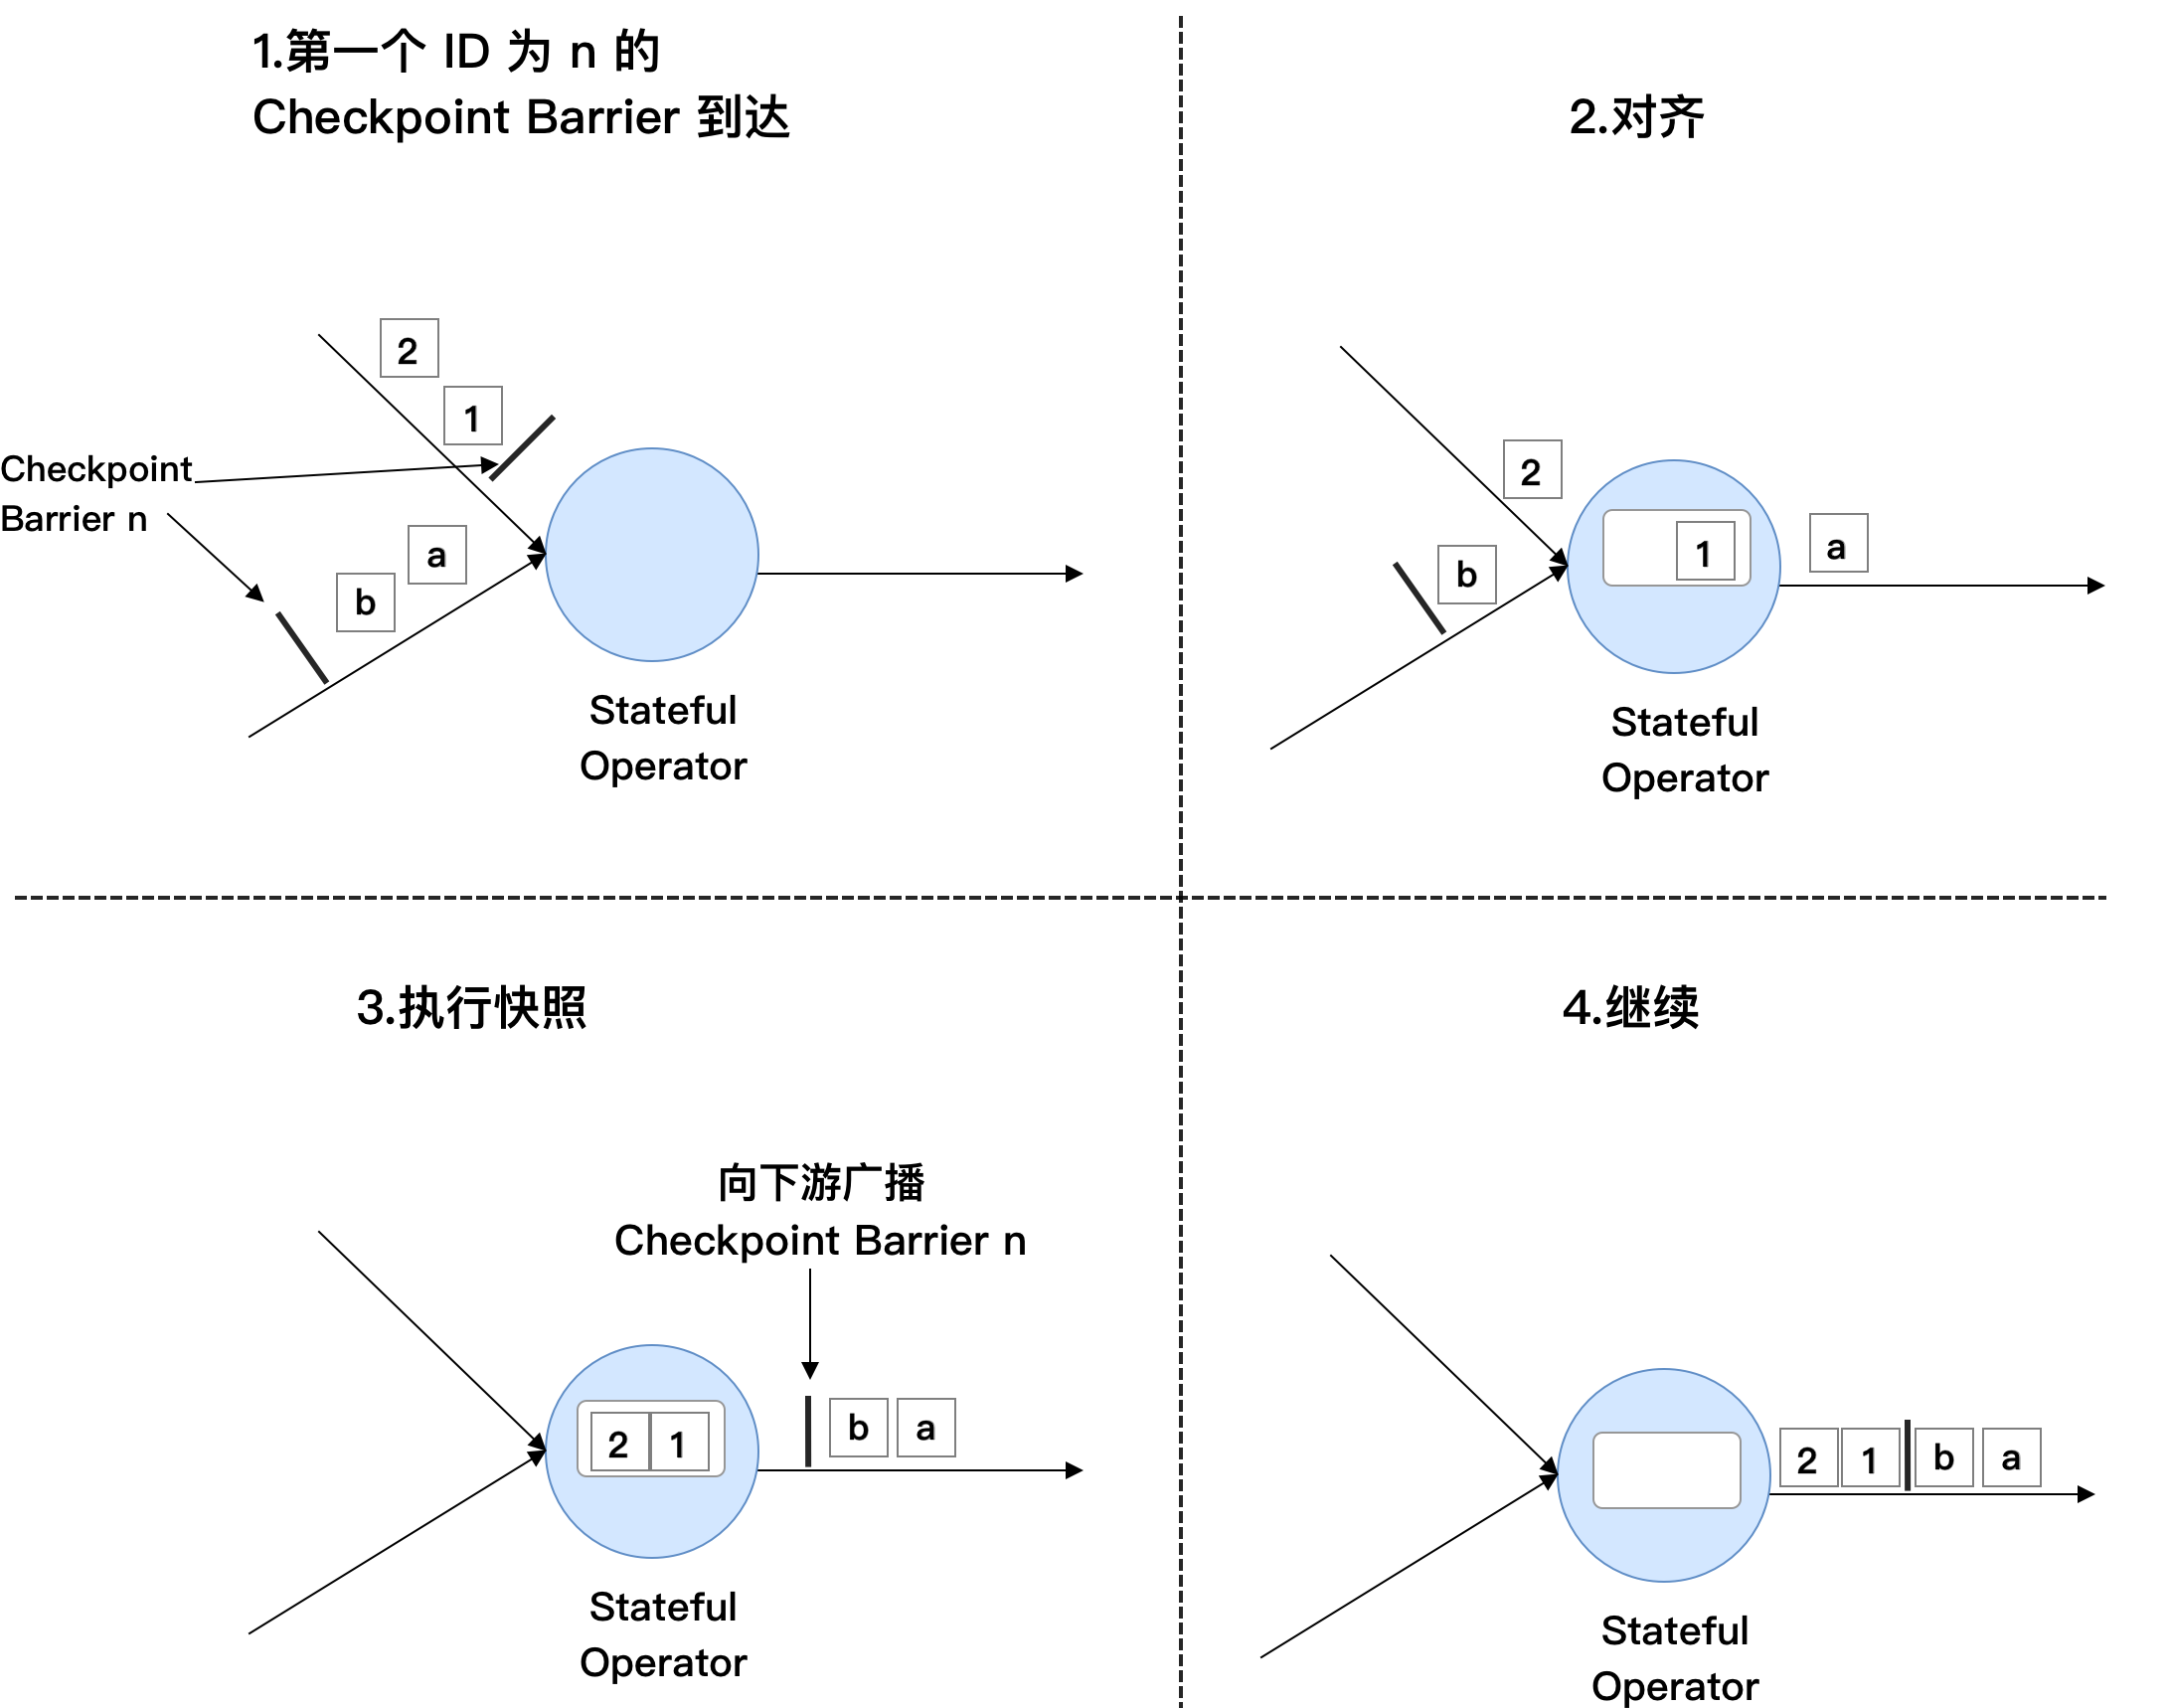 1.第一个 ID 为 n 的
Checkpoint Barrier 到达
2
1
Checkpoint
Barrier n
a
b
Stateful
Operator
2.对齐
2
b
1
a
Stateful
Operator
3.执行快照
向下游广播
Checkpoint Barrier n
2 1
b a
Stateful
Operator
4.继续
2 1 b a
Stateful
Operator